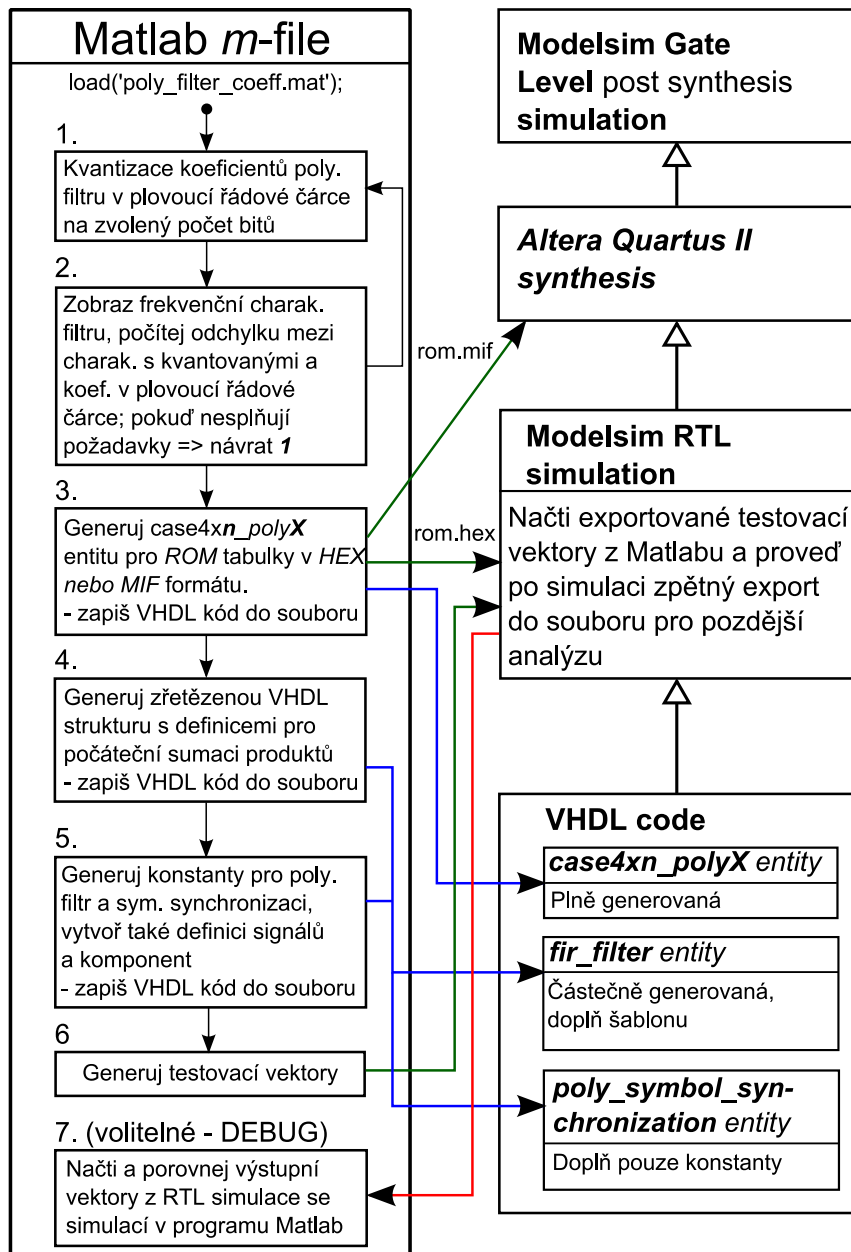 Matlab m-file
load('poly_filter_coeff.mat');
1.
Kvantizace koeficientů poly.
filtru v plovoucí řádové čárce
na zvolený počet bitů
2.
Zobraz frekvenční charak.
filtru, počítej odchylku mezi
charak. s kvantovanými a
koef. v plovoucí řádové
čárce; pokuď nesplňují
požadavky => návrat 1
3.
Generuj case4xn_polyX
entitu pro ROM tabulky v HEX
nebo MIF formátu.
- zapiš VHDL kód do souboru
4.
Generuj zřetězenou VHDL
strukturu s definicemi pro
počáteční sumaci produktů
- zapiš VHDL kód do souboru
5.
Generuj konstanty pro poly.
filtr a sym. synchronizaci,
vytvoř také definici signálů
a komponent
- zapiš VHDL kód do souboru
6
Generuj testovací vektory
7. (volitelné - DEBUG)
Načti a porovnej výstupní
vektory z RTL simulace se
simulací v programu Matlab
rom.mif
rom.hex
Modelsim Gate
Level post synthesis
simulation
Altera Quartus II
synthesis
Modelsim RTL
simulation
Načti exportované testovací
vektory z Matlabu a proveď
po simulaci zpětný export
do souboru pro pozdější
analýzu
VHDL code
case4xn_polyX entity
Plně generovaná
fir_filter entity
Částečně generovaná,
doplň šablonu
poly_symbol_syn-
chronization entity
Doplň pouze konstanty